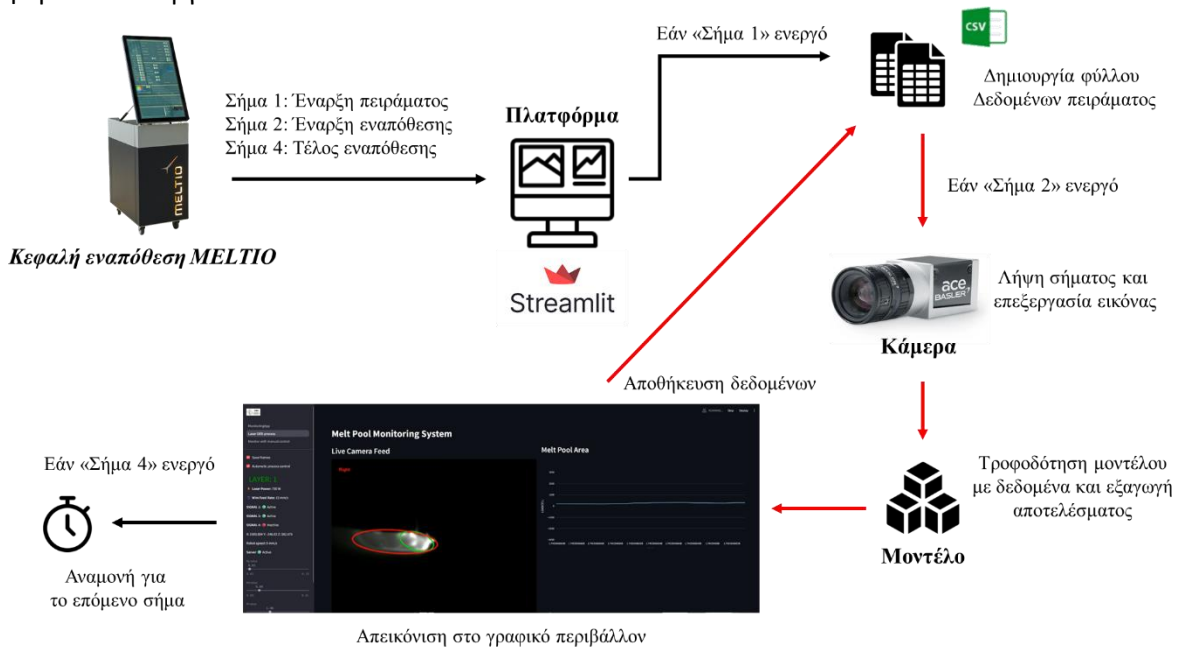 Εάν «Σήμα 1» ενεργό
CSV
Δημιουργία φύλλου
Δεδομένων πειράματος
Σήμα 1: Έναρξη πειράματος
Σήμα 2: Έναρξη εναπόθεσης
Σήμα 4: Τέλος εναπόθεσης
Πλατφόρμα
MELTIO
Κεφαλή εναπόθεση MELTIO
Streamlit
Εάν «Σήμα 2» ενεργό
ace
BASLER
Λήψη σήματος και
επεξεργασία εικόνας
Κάμερα
Αποθήκευση δεδομένων
Melt Pool Monitoring System
Live Camera Feed
Melt Pool Area
LAYER: 1
Εάν «Σήμα 4» ενεργό
Αναμονή για
το επόμενο σήμα
Τροφοδότηση μοντέλου
με δεδομένα και εξαγωγή
αποτελέσματος
Μοντέλο
Απεικόνιση στο γραφικό περιβάλλον